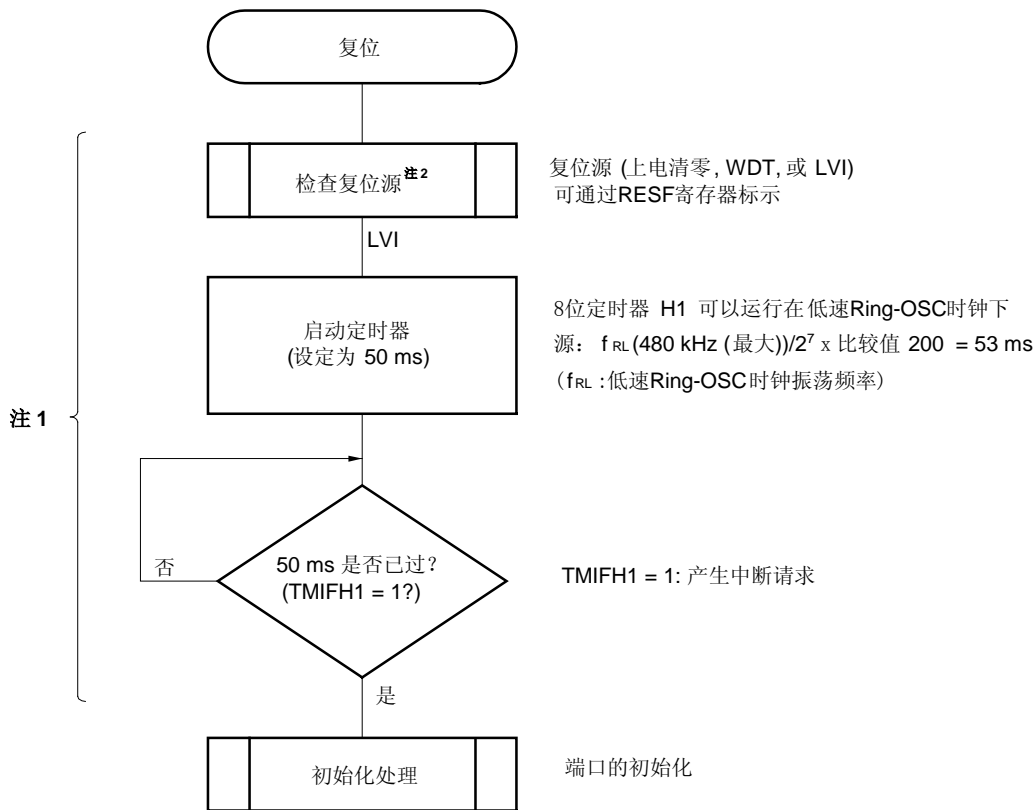 复位
检查复位源注2
复位源 (上电清零, WDT, 或 LVI)
可通过RESF寄存器标示
LVI
启动定时器
(设定为 50 ms)
8位定时器 H1 可以运行在低速Ring-OSC时钟下
源: fRL(480 kHz (最大))/2⁷ x 比较值 200 = 53 ms
(fRL :低速Ring-OSC时钟振荡频率)
注 1
50 ms 是否已过?
(TMIFH1 = 1?)
否
TMIFH1 = 1: 产生中断请求
是
初始化处理
端口的初始化